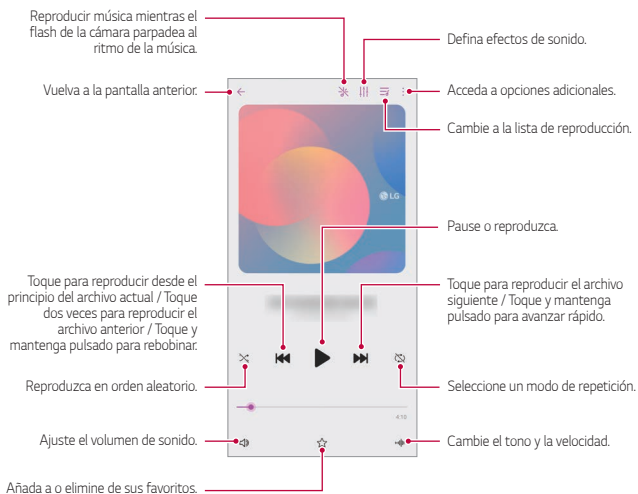 Reproducir música mientras el
flash de la cámara parpadea al
ritmo de la música.
Defina efectos de sonido.
Vuelva a la pantalla anterior.
Acceda a opciones adicionales.
Cambie a la lista de reproducción.
LG
Pause o reproduzca.
Toque para reproducir desde el
principio del archivo actual / Toque
dos veces para reproducir el
archivo anterior / Toque y
mantenga pulsado para rebobinar.
Toque para reproducir el archivo
siguiente / Toque y mantenga
pulsado para avanzar rápido.
Reproduzca en orden aleatorio.
Seleccione un modo de repetición.
4:10
Ajuste el volumen de sonido.
Cambie el tono y la velocidad.
Añada a o elimine de sus favoritos.